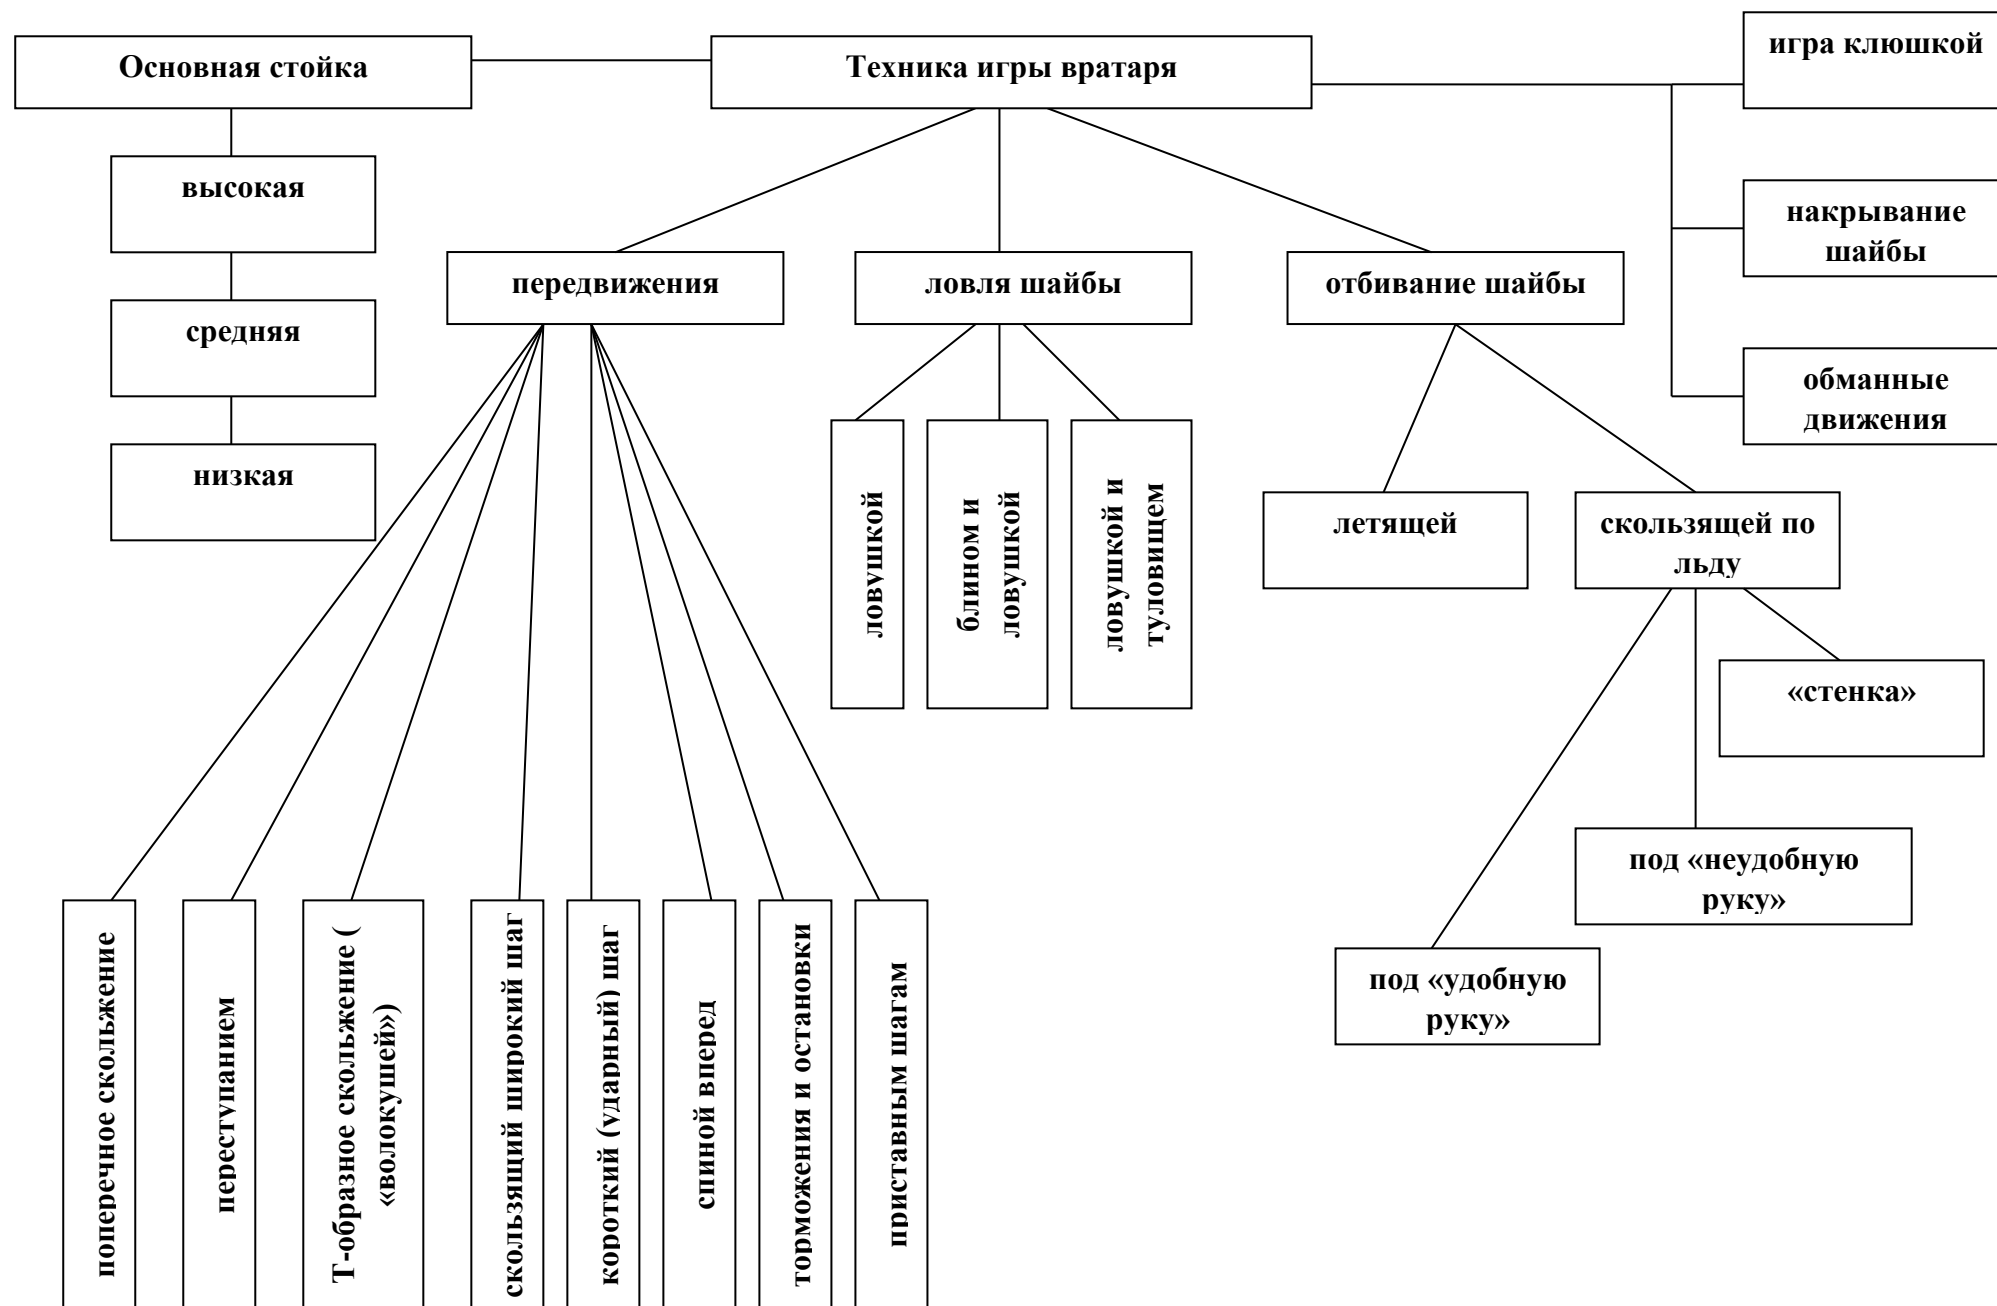 Основная стойка
Техника игры вратаря
игра клюшкой
высокая
накрывание
шайбы
передвижения
ловля шайбы
отбивание шайбы
средняя
обманные
движения
низкая
ловушкой
блином и
ловушкой
ловушкой и
туловищем
летящей
скользящей по
льду
«стенка»
под «неудобную
руку»
под «удобную
руку»
поперечное скольжение
переступанием
Т-образное скольжение (
«волокушей»)
скользящий широкий шаг
короткий (ударный) шаг
спиной вперед
торможения и остановки
приставным шагам